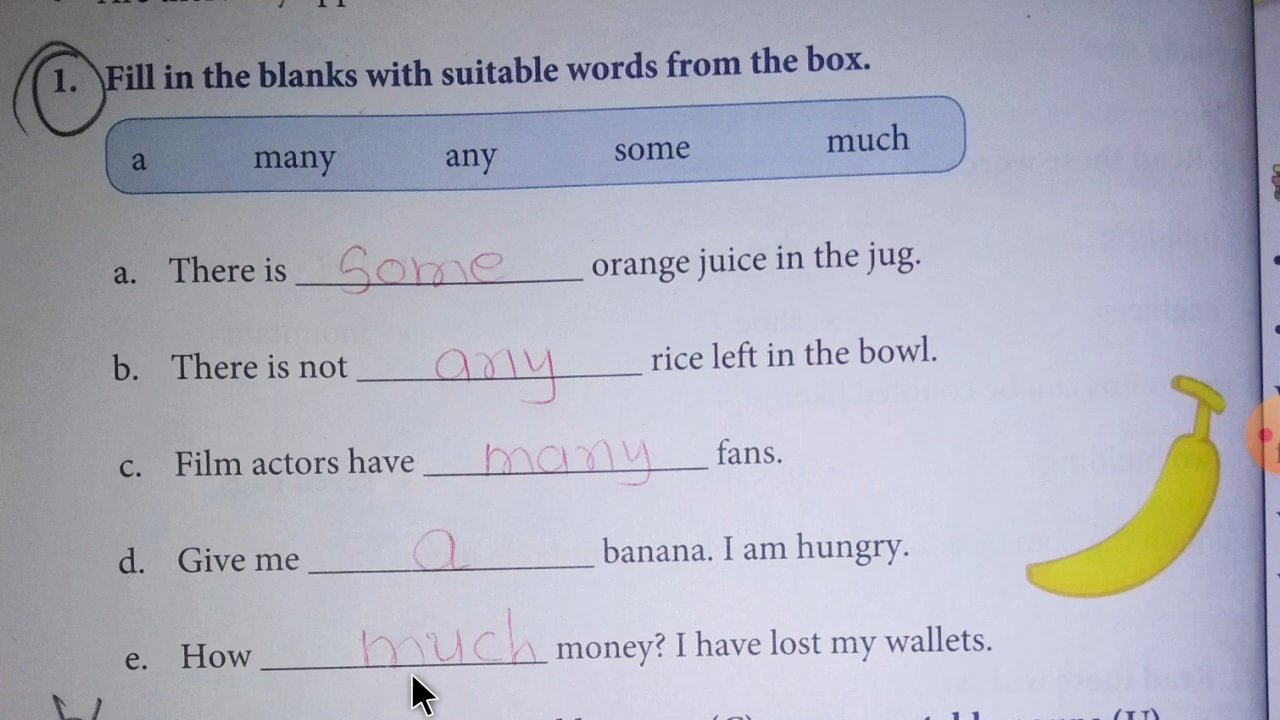 1. Fill in the blanks with suitable words from the box.
a many any some much
a. There is some orange juice in the jug.
b. There is not any rice left in the bowl.
c. Film actors have many fans.
d. Give me a banana. I am hungry.
e. How much money? I have lost my wallets.